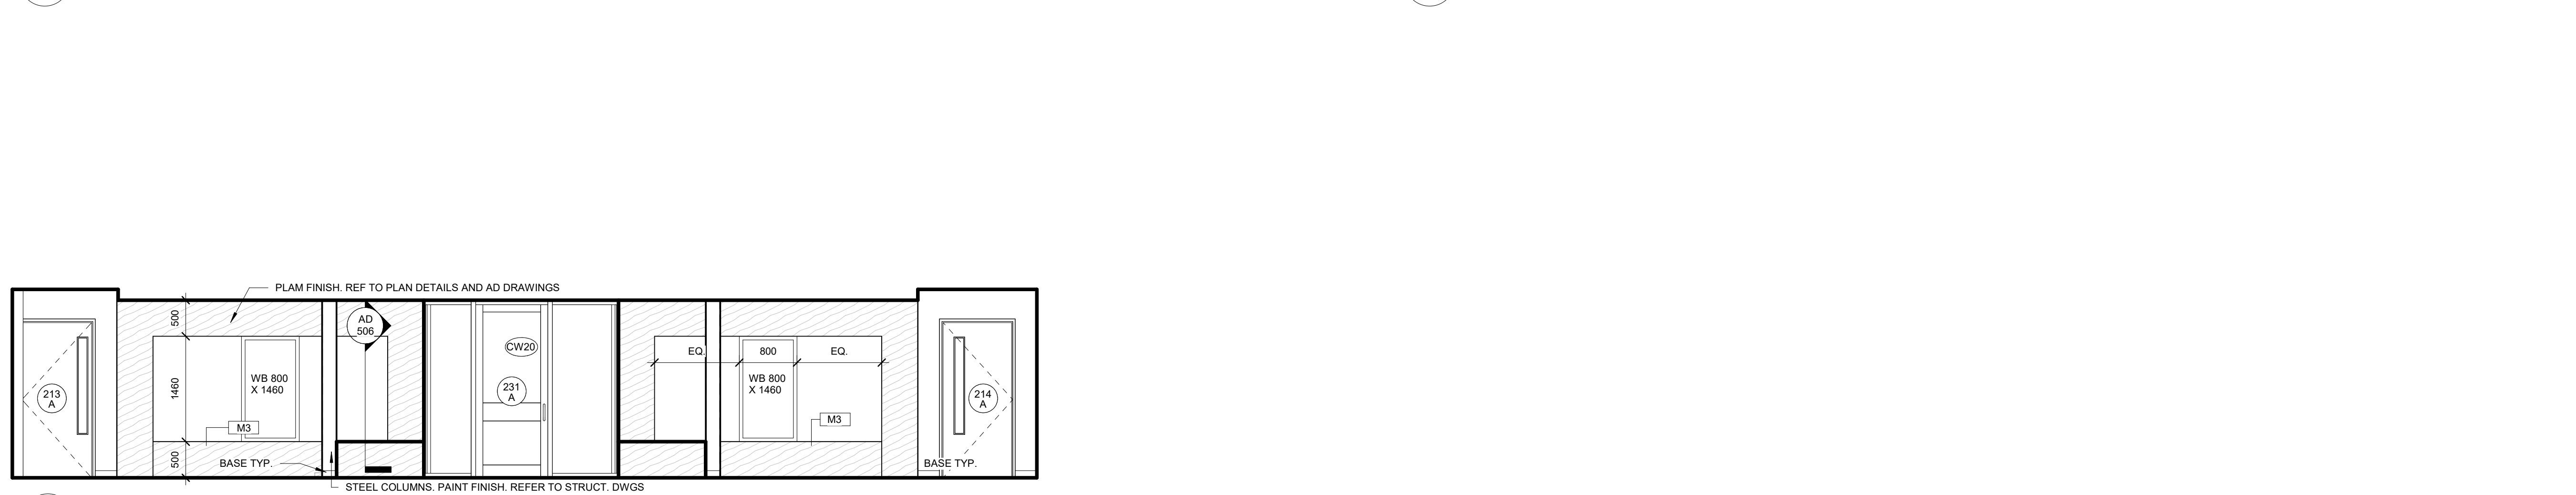 PLAM FINISH. REF TO PLAN DETAILS AND AD DRAWINGS
500
AD
506
CW20
EQ.
800
EQ.
1460
WB 800
X 1460
231
A
WB 800
X 1460
213
A
214
A
M3
M3
500
BASE TYP.
BASE TYP.
STEEL COLUMNS. PAINT FINISH. REFER TO STRUCT. DWGS